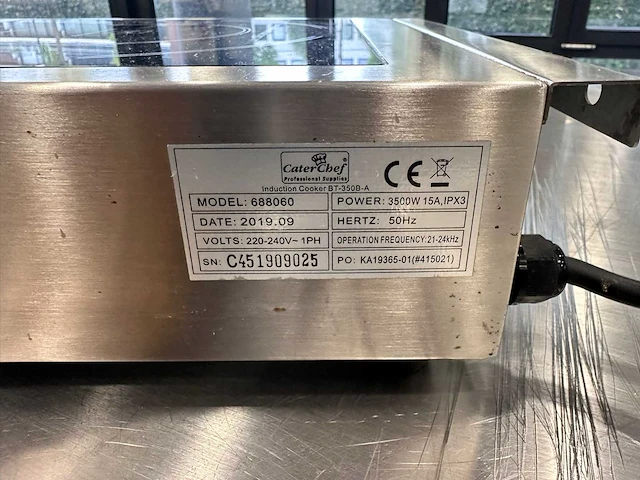 CaterChef®
Professional Supplies
CE
Induction Cooker BT-350B-A
MODEL: 688060
POWER: 3500W 15A,IPX3
DATE: 2019.09
HERTZ: 50Hz
VOLTS: 220-240V~ 1PH
OPERATION FREQUENCY:21-24kHz
SN: C451909025
PO: KA19365-01(#415021)